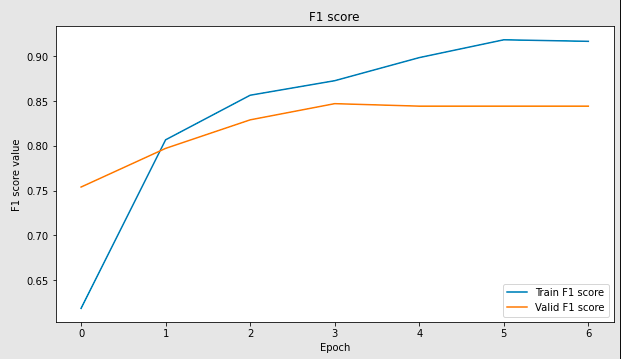 F1 score
0.90
0.85
0.80
0.75
0.70
0.65
F1 score value
0 1 2 3 4 5 6
Epoch
Train F1 score
Valid F1 score